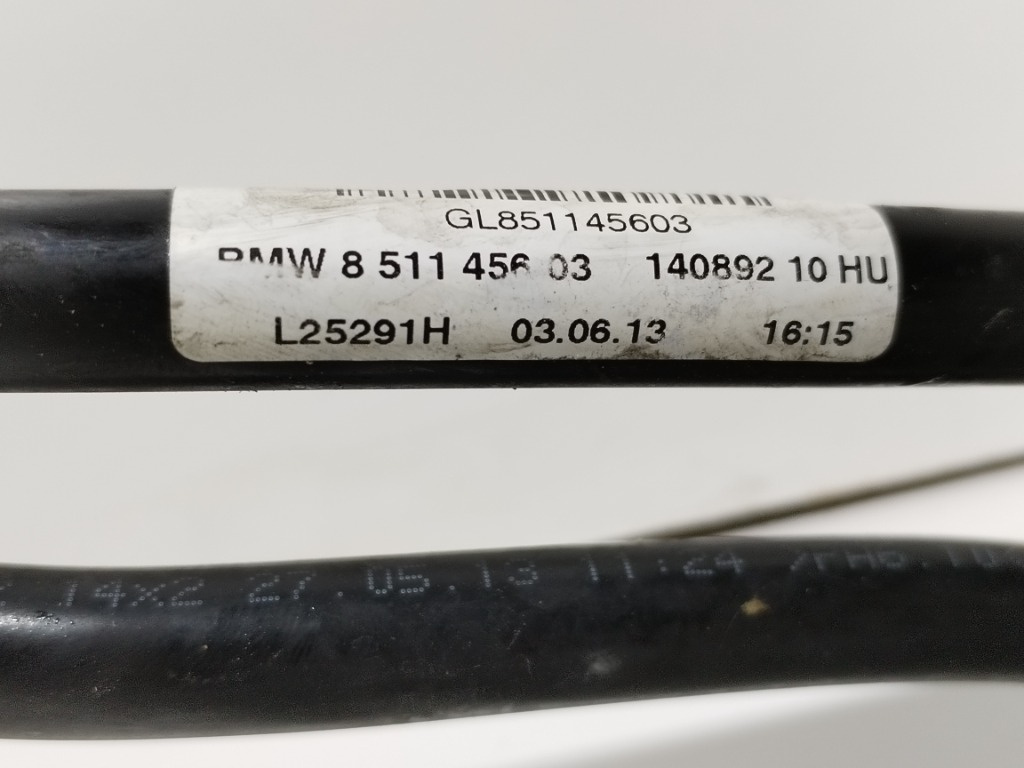 GL851145603
BMW 8 511 456 03 140892 10 HU
L25291H 03.06.13 16:15
14X2 27.05.13 11:24